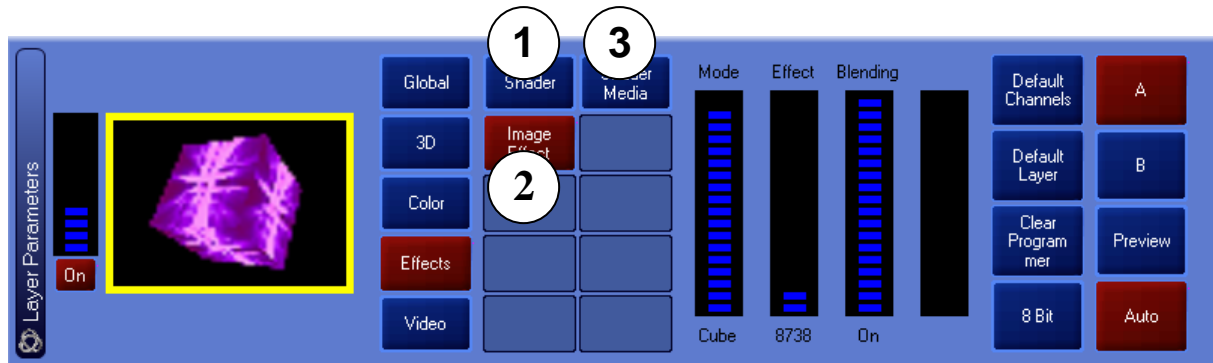 1
3
Layer Parameters
On
Global
3D
Color
Effects
Video
Shader
Image
Effect
2
Media
Mode
Effect
Blending
Cube
8738
On
Default
Channels
Default
Layer
Clear
Program
mer
8 Bit
A
B
Preview
Auto